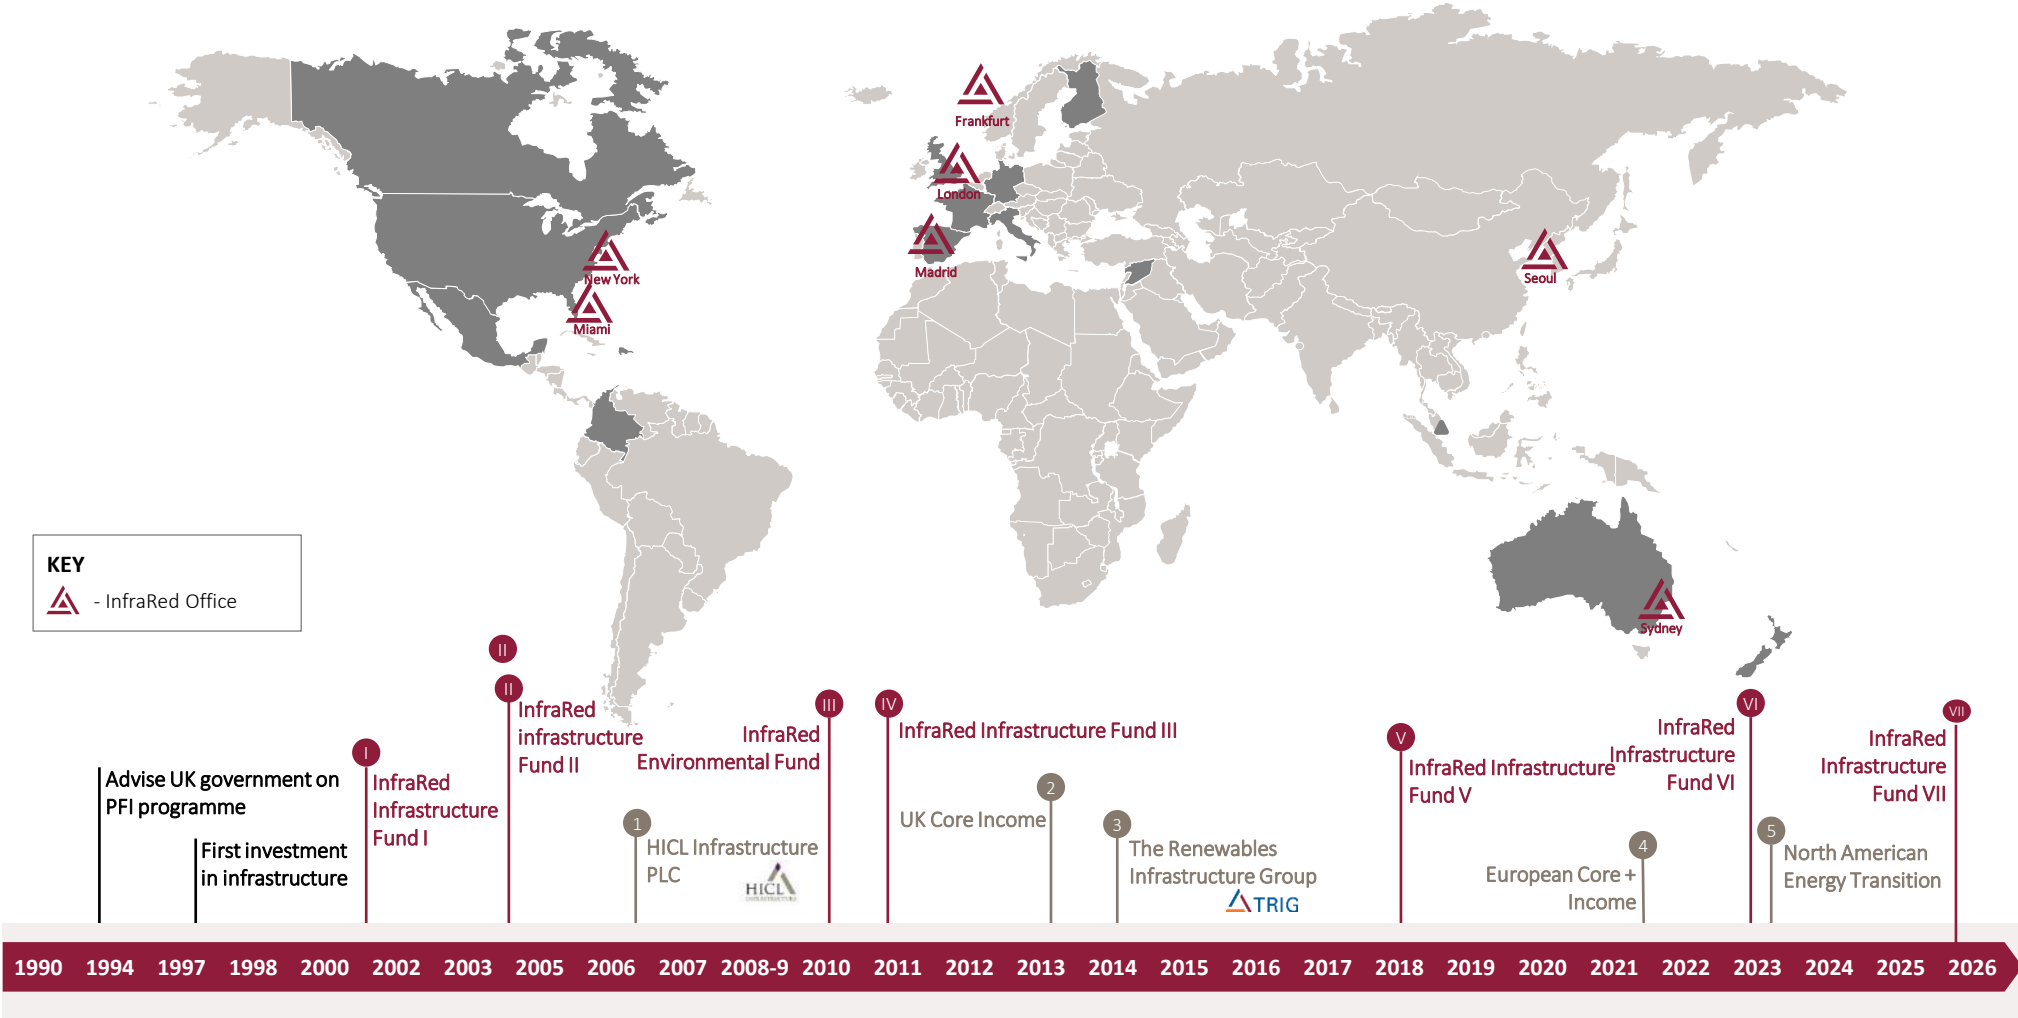 Frankfurt
London
Madrid
New York
Miami
Seoul
Sydney
KEY
- InfraRed Office
Advise UK government on
PFI programme
First investment
in infrastructure
I
InfraRed
Infrastructure
Fund I
II
II
InfraRed
infrastructure
Fund II
1
HICL Infrastructure
PLC
HICL
INFRASTRUCTURE
III
InfraRed
Environmental Fund
IV
InfraRed Infrastructure Fund III
2
UK Core Income
3
The Renewables
Infrastructure Group
TRIG
V
InfraRed Infrastructure
Fund V
4
European Core +
Income
VI
InfraRed
Infrastructure
Fund VI
5
North American
Energy Transition
VII
InfraRed
Infrastructure
Fund VII
1990 1994 1997 1998 2000 2002 2003 2005 2006 2007 2008-9 2010 2011 2012 2013 2014 2015 2016 2017 2018 2019 2020 2021 2022 2023 2024 2025 2026